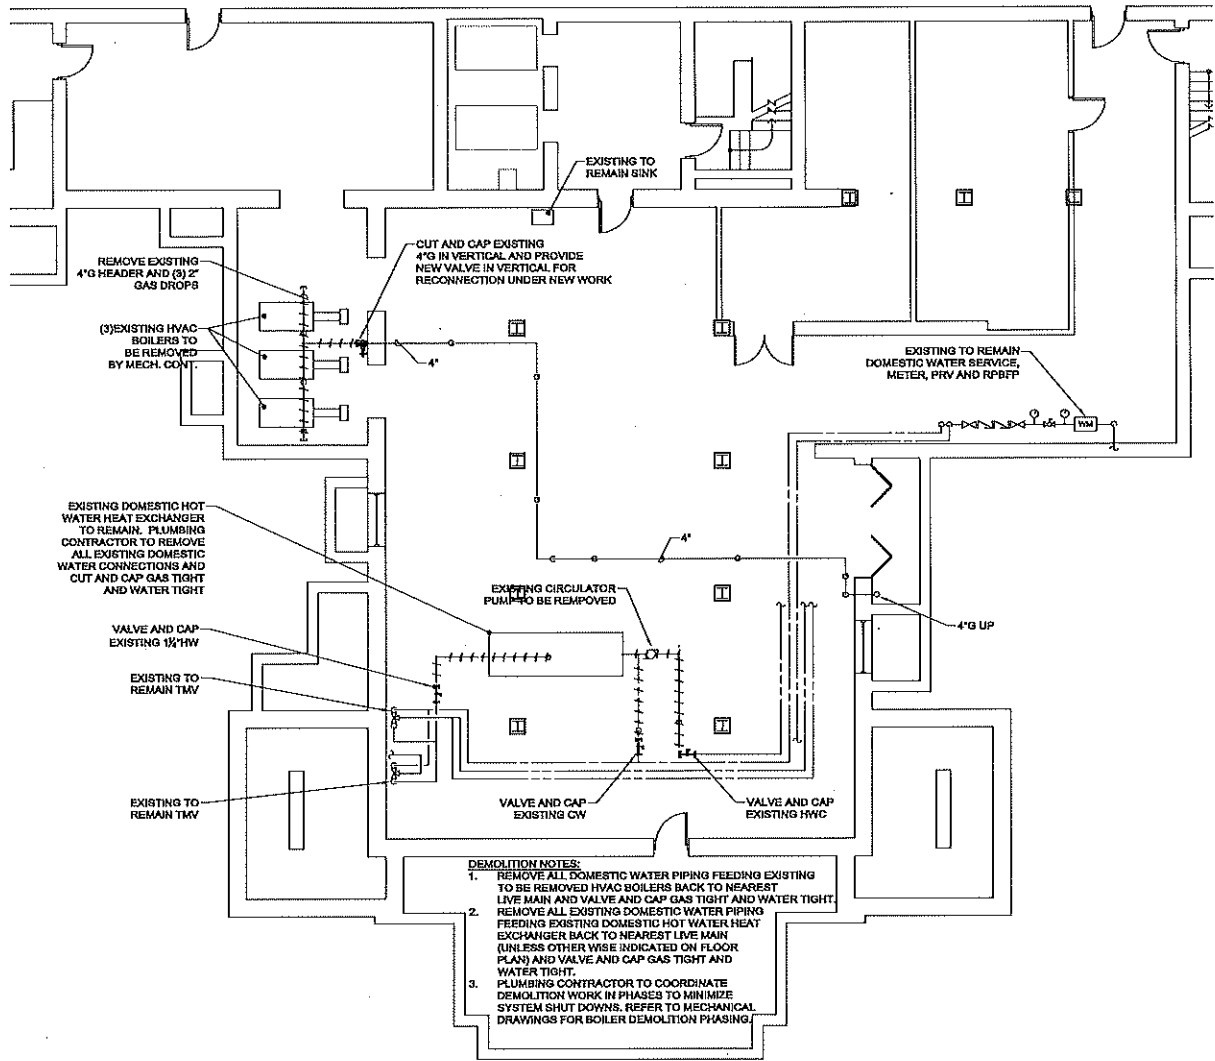 EXISTING TO
REMAIN SINK
CUT AND CAP EXISTING
4"G IN VERTICAL AND PROVIDE
NEW VALVE IN VERTICAL FOR
RECONNECTION UNDER NEW WORK
REMOVE EXISTING
4"G HEADER AND (3) 2"
GAS DROPS
(3)EXISTING HVAC
BOILERS TO
BE REMOVED
BY MECH. CONT.
4"
EXISTING TO REMAIN
DOMESTIC WATER SERVICE,
METER, PRV AND RPBFP
WM
EXISTING DOMESTIC HOT
WATER HEAT EXCHANGER
TO REMAIN. PLUMBING
CONTRACTOR TO REMOVE
ALL EXISTING DOMESTIC
WATER CONNECTIONS AND
CUT AND CAP GAS TIGHT
AND WATER TIGHT
4"
EXISTING CIRCULATOR
PUMP TO BE REMPOVED
4"G UP
VALVE AND CAP
EXISTING 1½"HW
EXISTING TO
REMAIN TMV
EXISTING TO
REMAIN TMV
VALVE AND CAP
EXISTING CW
VALVE AND CAP
EXISTING HWC
DEMOLITION NOTES:
1. REMOVE ALL DOMESTIC WATER PIPING FEEDING EXISTING
TO BE REMOVED HVAC BOILERS BACK TO NEAREST
LIVE MAIN AND VALVE AND CAP GAS TIGHT AND WATER TIGHT.
2. REMOVE ALL EXISTING DOMESTIC WATER PIPING
FEEDING EXISTING DOMESTIC HOT WATER HEAT
EXCHANGER BACK TO NEAREST LIVE MAIN
(UNLESS OTHER WISE INDICATED ON FLOOR
PLAN) AND VALVE AND CAP GAS TIGHT AND
WATER TIGHT.
3. PLUMBING CONTRACTOR TO COORDINATE
DEMOLITION WORK IN PHASES TO MINIMIZE
SYSTEM SHUT DOWNS. REFER TO MECHANICAL
DRAWINGS FOR BOILER DEMOLITION PHASING.